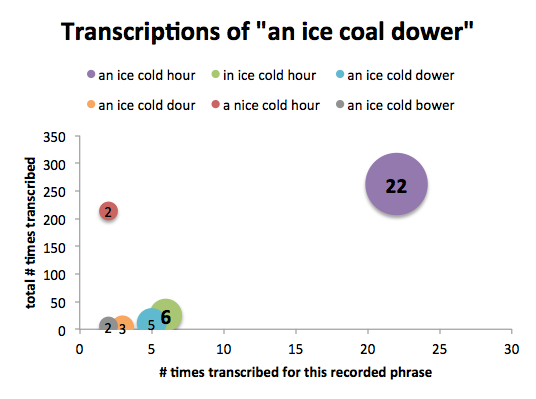 Transcriptions of "an ice coal dower"
an ice cold hour in ice cold hour an ice cold dower
an ice cold dour a nice cold hour an ice cold bower
total # times transcribed
350
300
250
200
150
100
50
0
22
2
6
5
3
2
0 5 10 15 20 25 30
# times transcribed for this recorded phrase